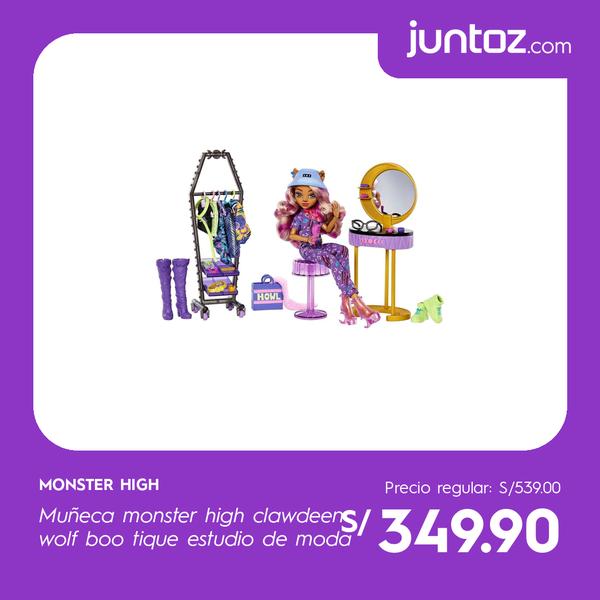 juntoz.com
HOWL
MONSTER HIGH
Precio regular: S/539.00
Muñeca monster high clawdeen
wolf boo tique estudio de moda
S/ 349.90